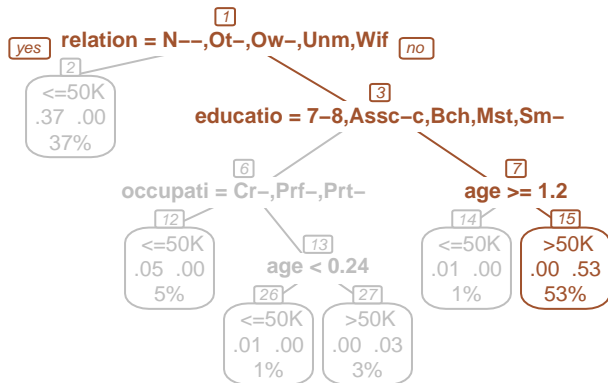 1
yes relation = N--,Ot-,Ow-,Unm,Wif no
2
<=50K
.37 .00
37%
3
educatio = 7-8,Assc-c,Bch,Mst,Sm-
6
occupati = Cr-,Prf-,Prt-
7
age >= 1.2
12
<=50K
.05 .00
5%
13
age < 0.24
14
<=50K
.01 .00
1%
15
>50K
.00 .53
53%
26
<=50K
.01 .00
1%
27
>50K
.00 .03
3%